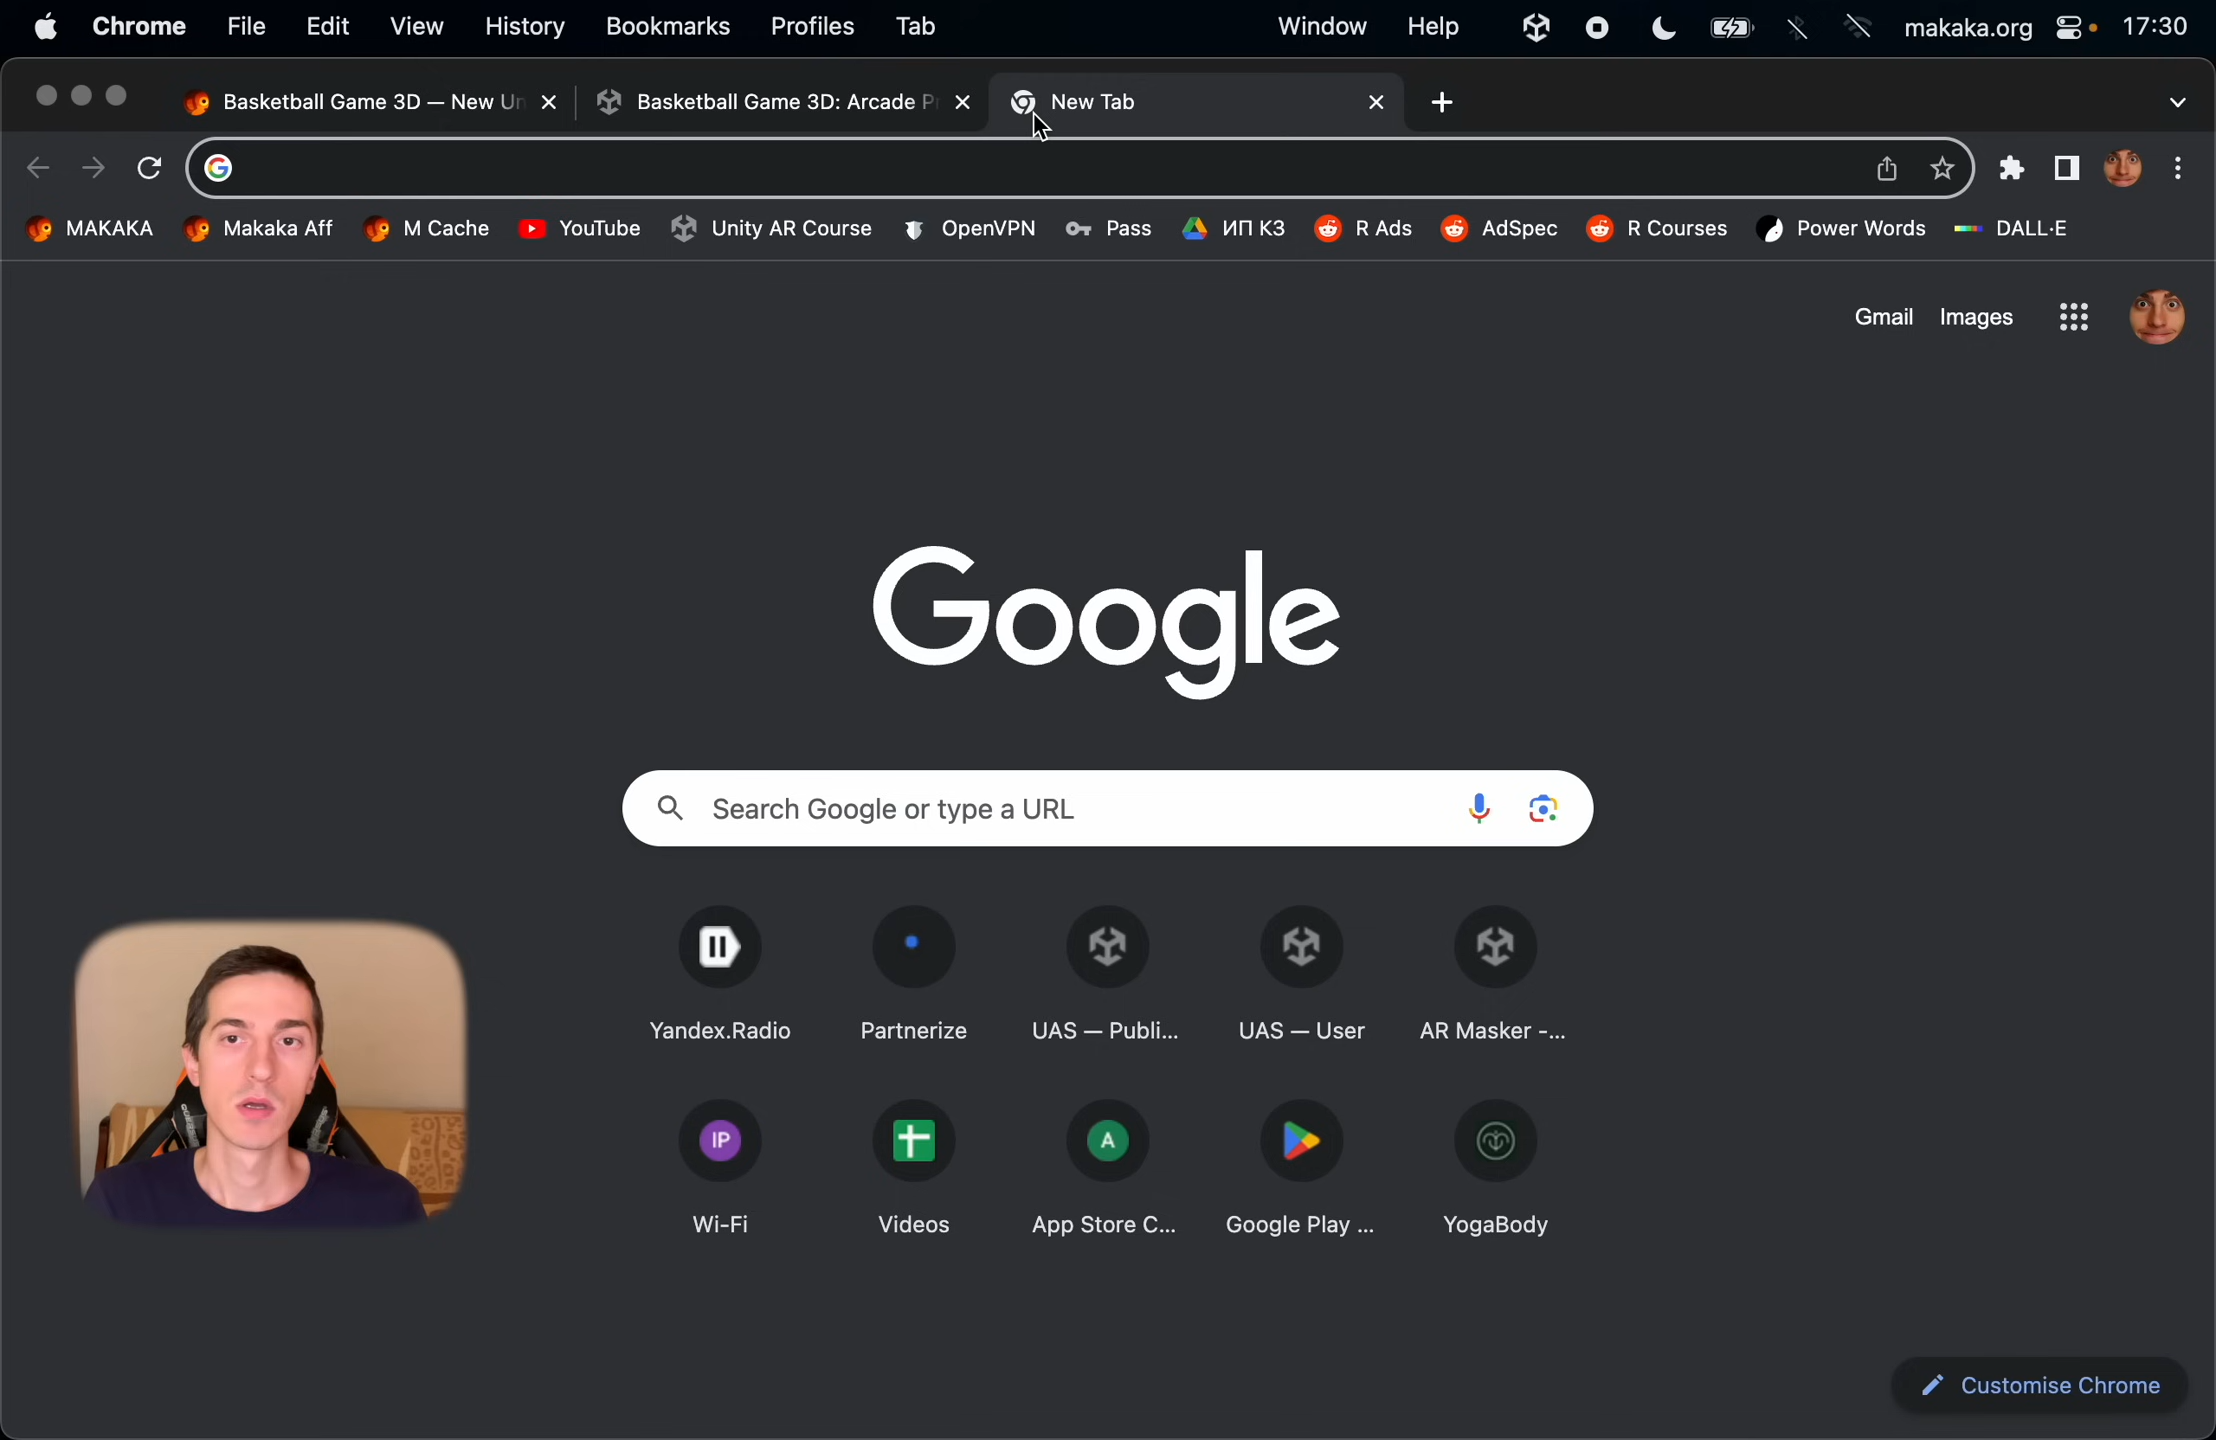 Chrome File Edit View History Bookmarks Profiles Tab Window Help makaka.org 17:30
Basketball Game 3D — New Un Basketball Game 3D: Arcade Pr New Tab
MAKAKA Makaka Aff M Cache YouTube Unity AR Course OpenVPN Pass ИП КЗ R Ads AdSpec R Courses Power Words DALL·E
Gmail Images
Google
Search Google or type a URL
Yandex.Radio Partnerize UAS — Publi... UAS — User AR Masker -...
IP A
Wi-Fi Videos App Store C... Google Play ... YogaBody
Customise Chrome